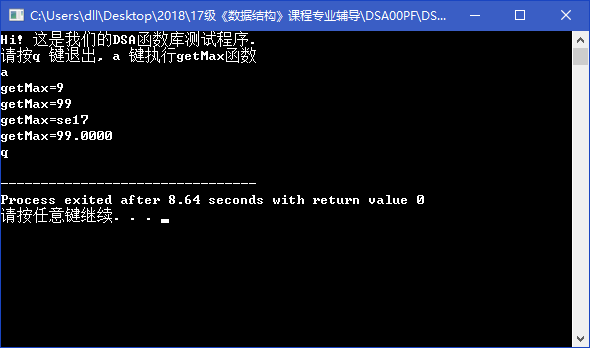 C:\Users\dll\Desktop\2018\17级《数据结构》课程专业辅导\DSA00PF\DS...
Hi! 这是我们的DSA函数库测试程序.
请按q 键退出, a 键执行getMax函数
a
getMax=9
getMax=99
getMax=se17
getMax=99.0000
q
--------------------------------
Process exited after 8.64 seconds with return value 0
请按任意键继续. . .